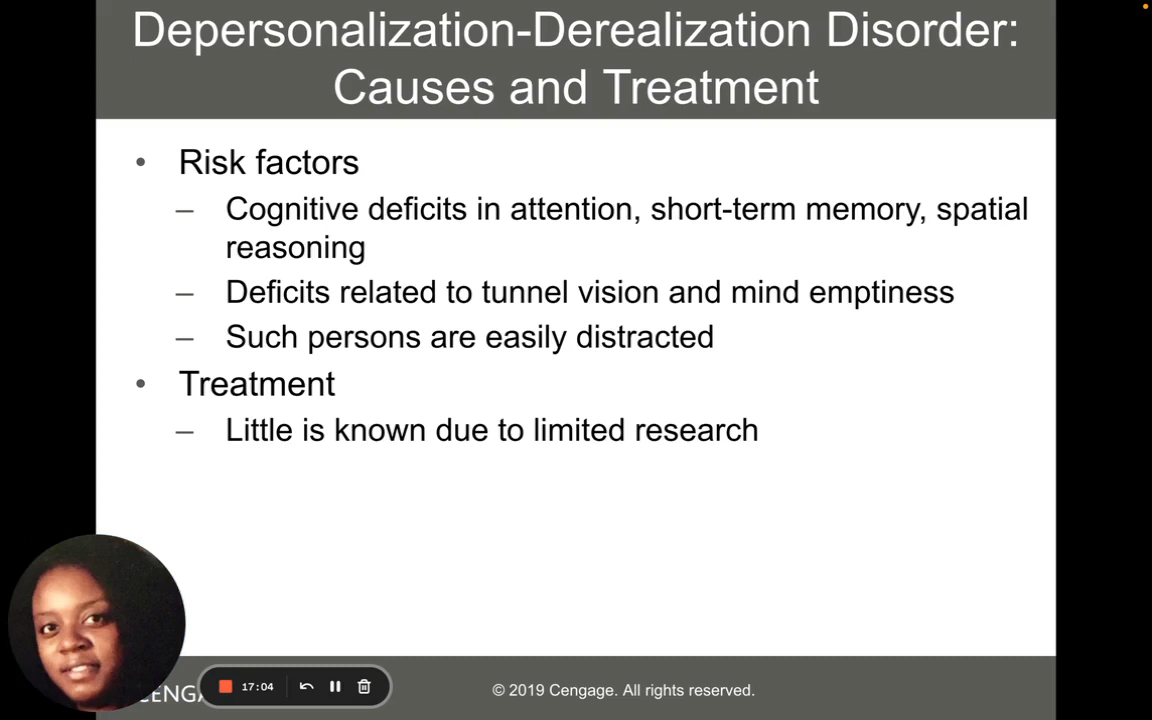 Depersonalization-Derealization Disorder:
Causes and Treatment
• Risk factors
– Cognitive deficits in attention, short-term memory, spatial
reasoning
– Deficits related to tunnel vision and mind emptiness
– Such persons are easily distracted
• Treatment
– Little is known due to limited research
17:04
© 2019 Cengage. All rights reserved.